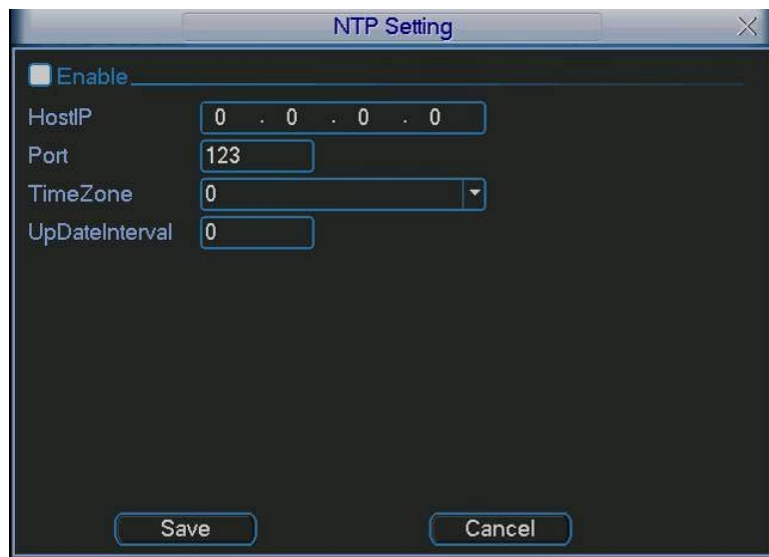 NTP Setting
Enable
HostIP 0 . 0 . 0 . 0
Port 123
TimeZone 0
UpDateInterval 0
Save Cancel